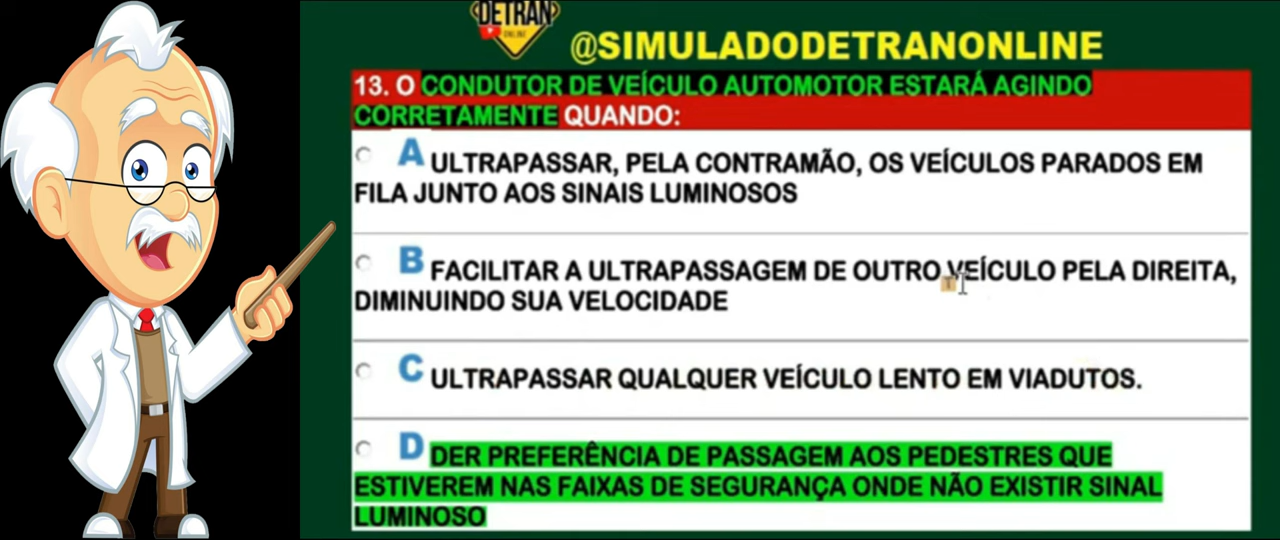 DETRAN
ONLINE
@SIMULADODETRANONLINE
13. O CONDUTOR DE VEÍCULO AUTOMOTOR ESTARÁ AGINDO
CORRETAMENTE QUANDO:
A ULTRAPASSAR, PELA CONTRAMÃO, OS VEÍCULOS PARADOS EM
FILA JUNTO AOS SINAIS LUMINOSOS
B FACILITAR A ULTRAPASSAGEM DE OUTRO VEÍCULO PELA DIREITA,
DIMINUINDO SUA VELOCIDADE
C ULTRAPASSAR QUALQUER VEÍCULO LENTO EM VIADUTOS.
D DER PREFERÊNCIA DE PASSAGEM AOS PEDESTRES QUE
ESTIVEREM NAS FAIXAS DE SEGURANÇA ONDE NÃO EXISTIR SINAL
LUMINOSO